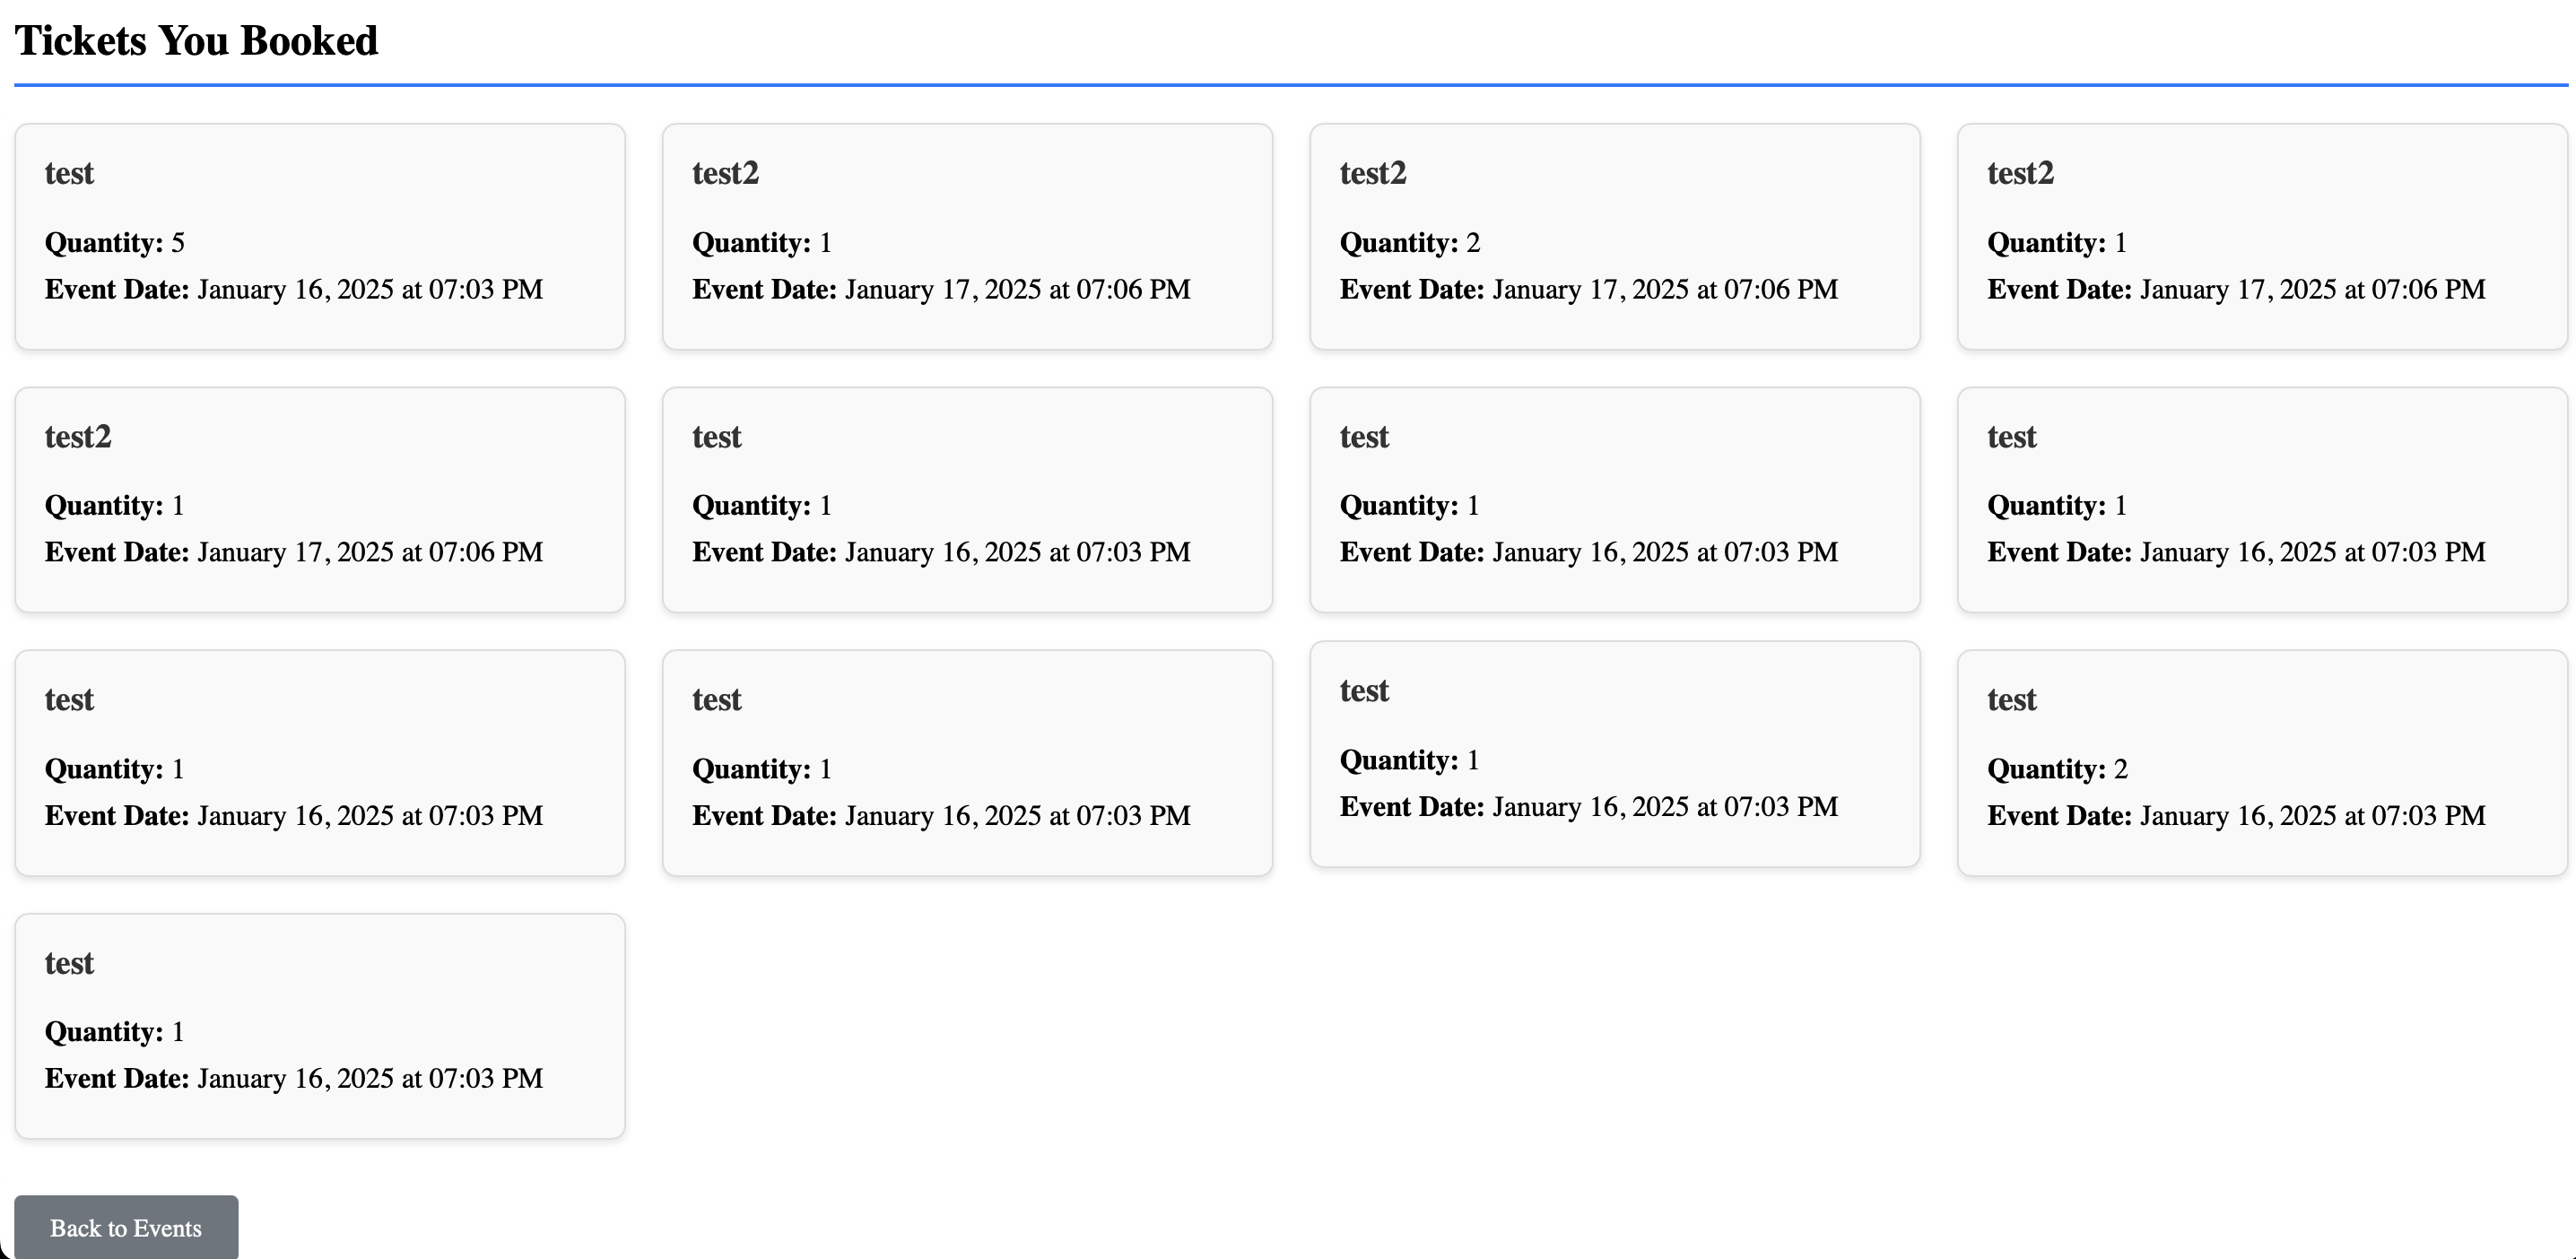 Tickets You Booked
test
Quantity: 5
Event Date: January 16, 2025 at 07:03 PM
test2
Quantity: 1
Event Date: January 17, 2025 at 07:06 PM
test2
Quantity: 2
Event Date: January 17, 2025 at 07:06 PM
test2
Quantity: 1
Event Date: January 17, 2025 at 07:06 PM
test2
Quantity: 1
Event Date: January 17, 2025 at 07:06 PM
test
Quantity: 1
Event Date: January 16, 2025 at 07:03 PM
test
Quantity: 1
Event Date: January 16, 2025 at 07:03 PM
test
Quantity: 1
Event Date: January 16, 2025 at 07:03 PM
test
Quantity: 1
Event Date: January 16, 2025 at 07:03 PM
test
Quantity: 1
Event Date: January 16, 2025 at 07:03 PM
test
Quantity: 1
Event Date: January 16, 2025 at 07:03 PM
test
Quantity: 2
Event Date: January 16, 2025 at 07:03 PM
test
Quantity: 1
Event Date: January 16, 2025 at 07:03 PM
Back to Events